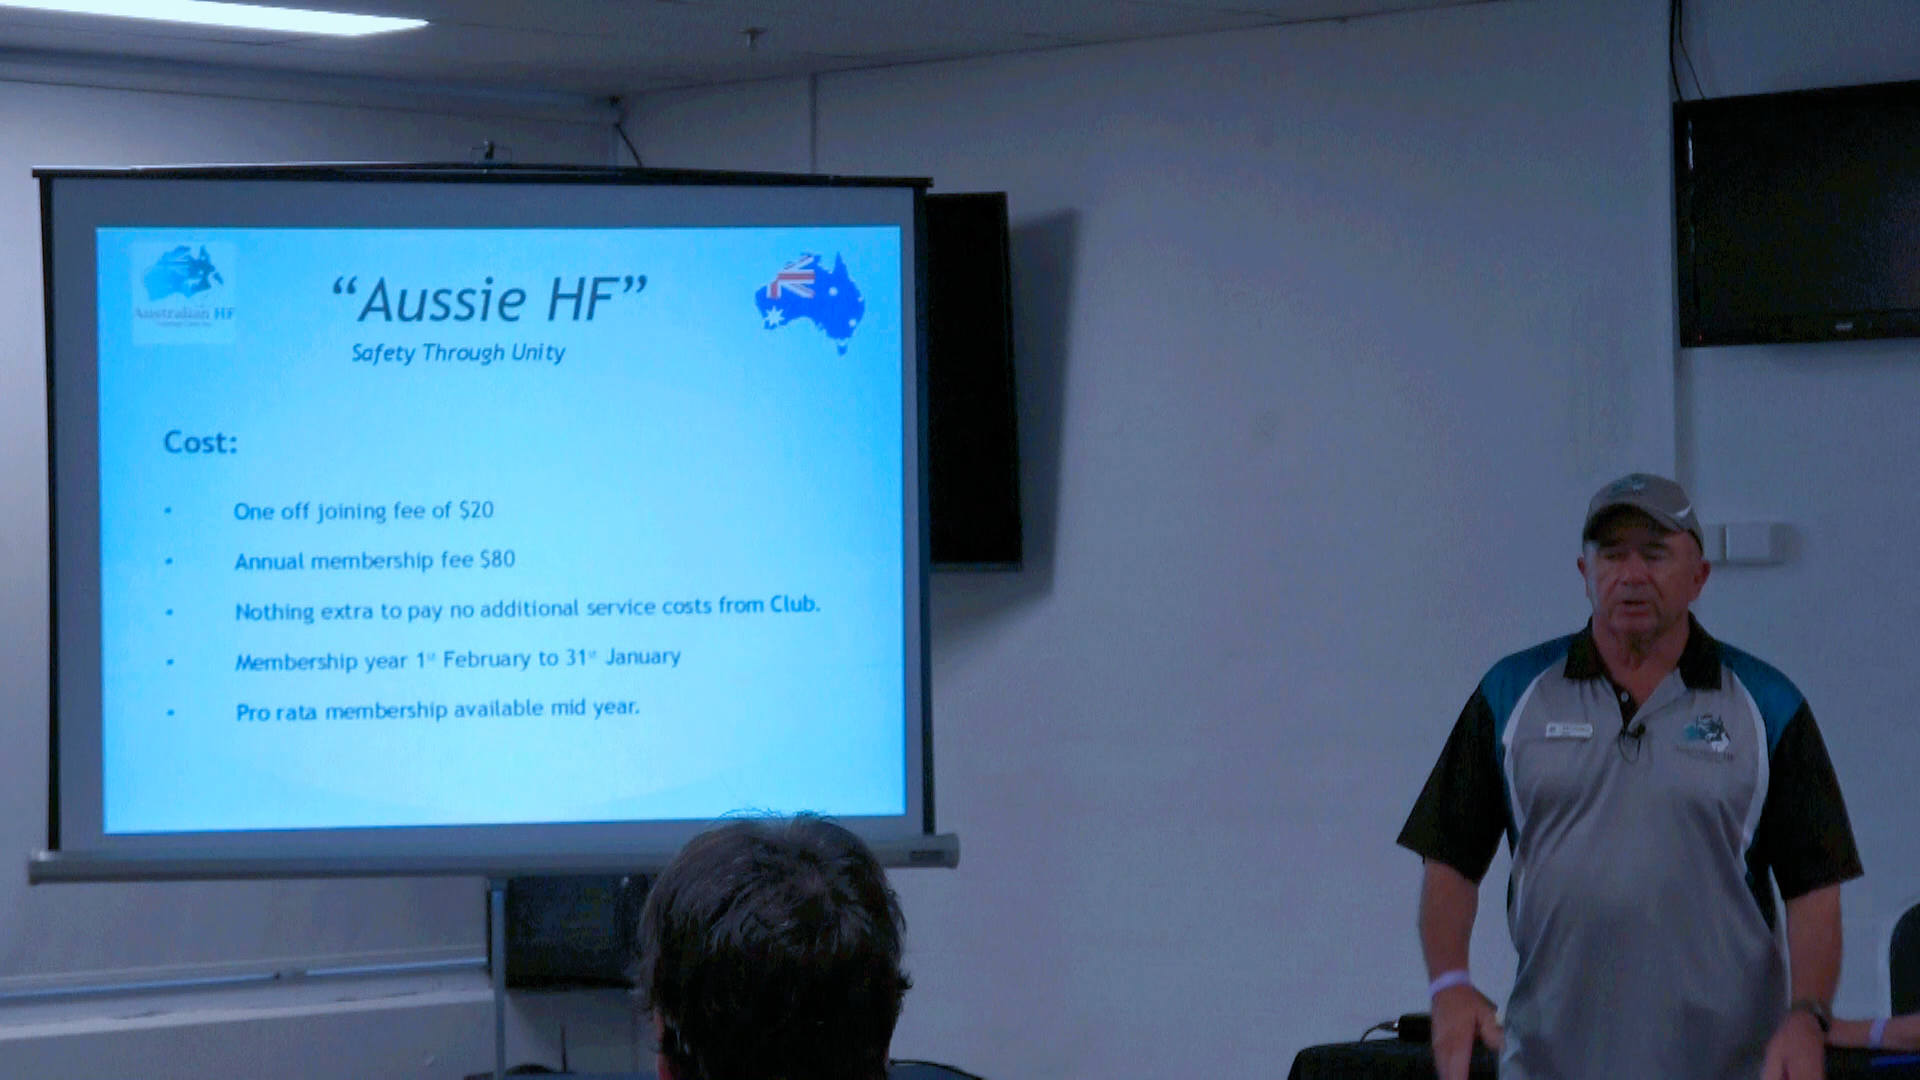 “Aussie HF”
Safety Through Unity
Australian HF
Cost:
• One off joining fee of $20
• Annual membership fee $80
• Nothing extra to pay no additional service costs from Club.
• Membership year 1st February to 31st January
• Pro rata membership available mid year.